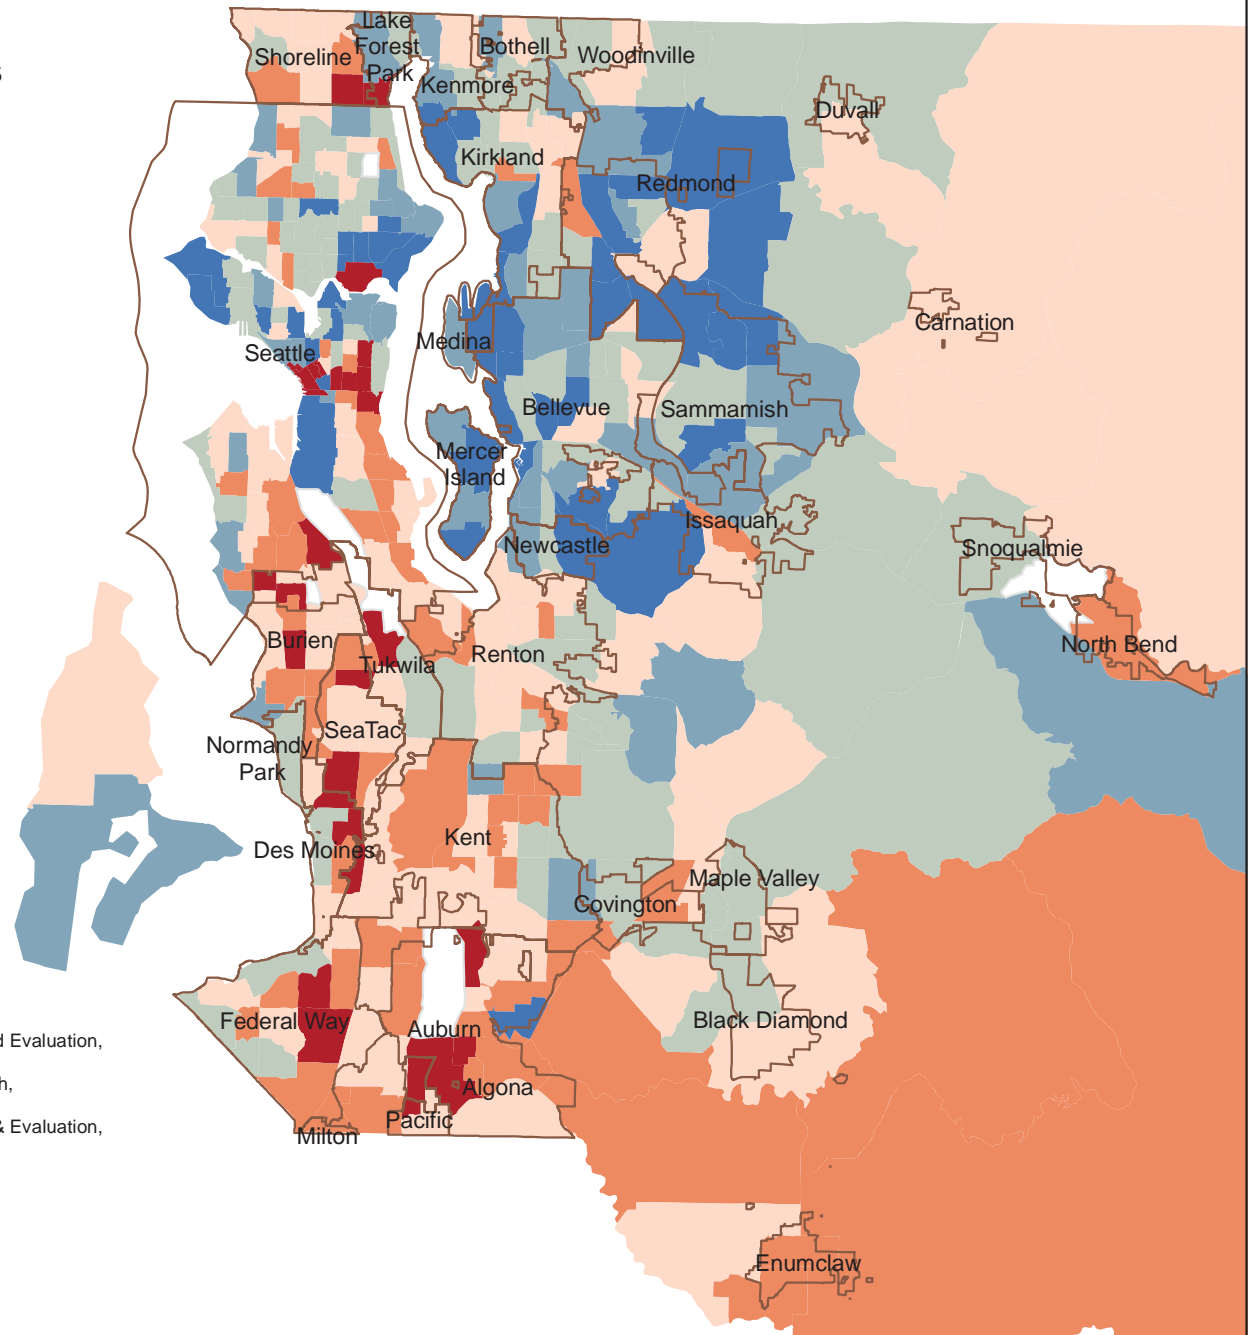 Lake
Forest
Park
Shoreline
Bothell
Woodinville
Kenmore
Duvall
Kirkland
Redmond
Carnation
Medina
Seattle
Bellevue
Sammamish
Mercer
Island
Issaquah
Newcastle
Snoqualmie
North Bend
Burien
Tukwila
Renton
SeaTac
Normandy
Park
Kent
Des Moines
Maple Valley
Covington
Federal Way
Auburn
Black Diamond
Evaluation,
Algona
Pacific
& Evaluation,
Milton
Enumclaw